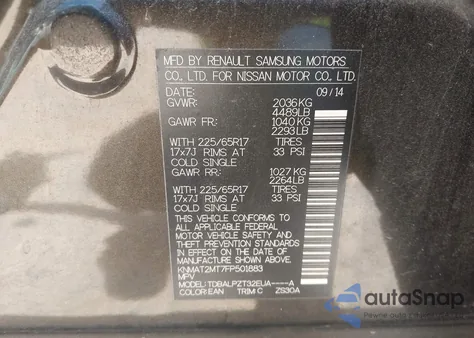 MFD BY RENAULT SAMSUNG MOTORS
CO., LTD. FOR NISSAN MOTOR CO., LTD.
DATE: 09/14
GVWR: 2036KG
4489LB
GAWR FR: 1040KG
2293LB
WITH 225/65R17 TIRES
17x7J RIMS AT 33 PSI
COLD SINGLE
GAWR RR: 1027KG
2264LB
WITH 225/65R17 TIRES
17x7J RIMS AT 33 PSI
COLD SINGLE
THIS VEHICLE CONFORMS TO ALL
APPLICABLE U.S. FEDERAL
MOTOR VEHICLE SAFETY AND
THEFT PREVENTION STANDARDS
IN EFFECT ON THE DATE OF
MANUFACTURE SHOWN ABOVE.
KNMAT2MT7FP501883
MPV
MODEL: TDBALPZT32EUA----A
COLOR: EAN TRIM: C ZS30A
autoSnap
Pewne auto z